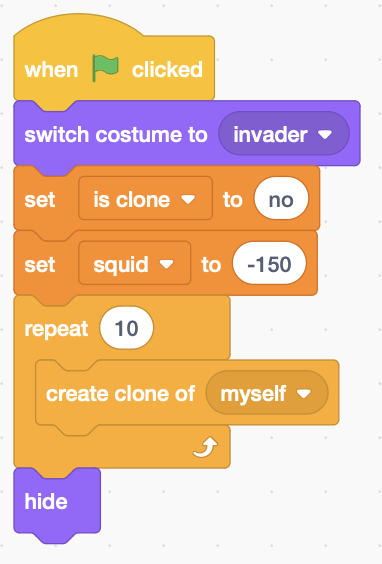 when clicked
switch costume to invader
set is clone to no
set squid to -150
repeat 10
create clone of myself
hide